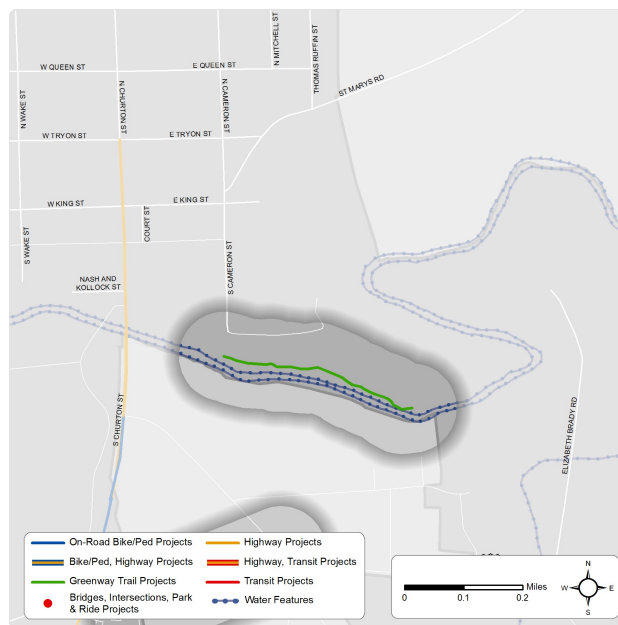 N MITCHELL ST
THOMAS RUFFIN ST
W QUEEN ST
E QUEEN ST
N WAKE ST
N CHURTON ST
N CAMERON ST
ST MARYS RD
W TRYON ST
E TRYON ST
W KING ST
E KING ST
COURT ST
S WAKE ST
S CAMERON ST
NASH AND
KOLLOCK ST
S CHURTON ST
ELIZABETH BRADY RD
On-Road Bike/Ped Projects
Highway Projects
Bike/Ped, Highway Projects
Highway, Transit Projects
Greenway Trail Projects
Transit Projects
Bridges, Intersections, Park
& Ride Projects
Water Features
Miles
0
0.1
0.2
N
W
E
S